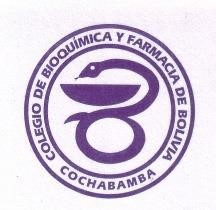 COLEGIO DE BIOQUÍMICA Y FARMACIA DE BOLIVIA
COCHABAMBA